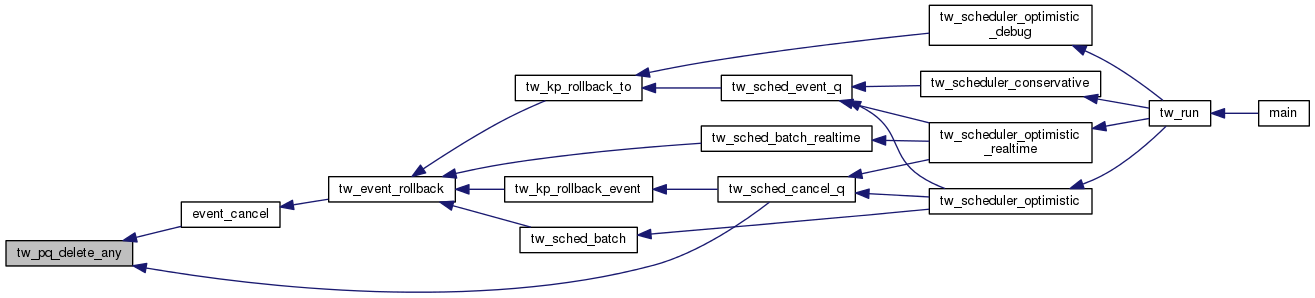 tw_scheduler_optimistic
_debug
tw_kp_rollback_to
tw_sched_event_q
tw_scheduler_conservative
tw_run
main
tw_sched_batch_realtime
tw_scheduler_optimistic
_realtime
tw_event_rollback
tw_kp_rollback_event
tw_sched_cancel_q
tw_scheduler_optimistic
event_cancel
tw_sched_batch
tw_pq_delete_any